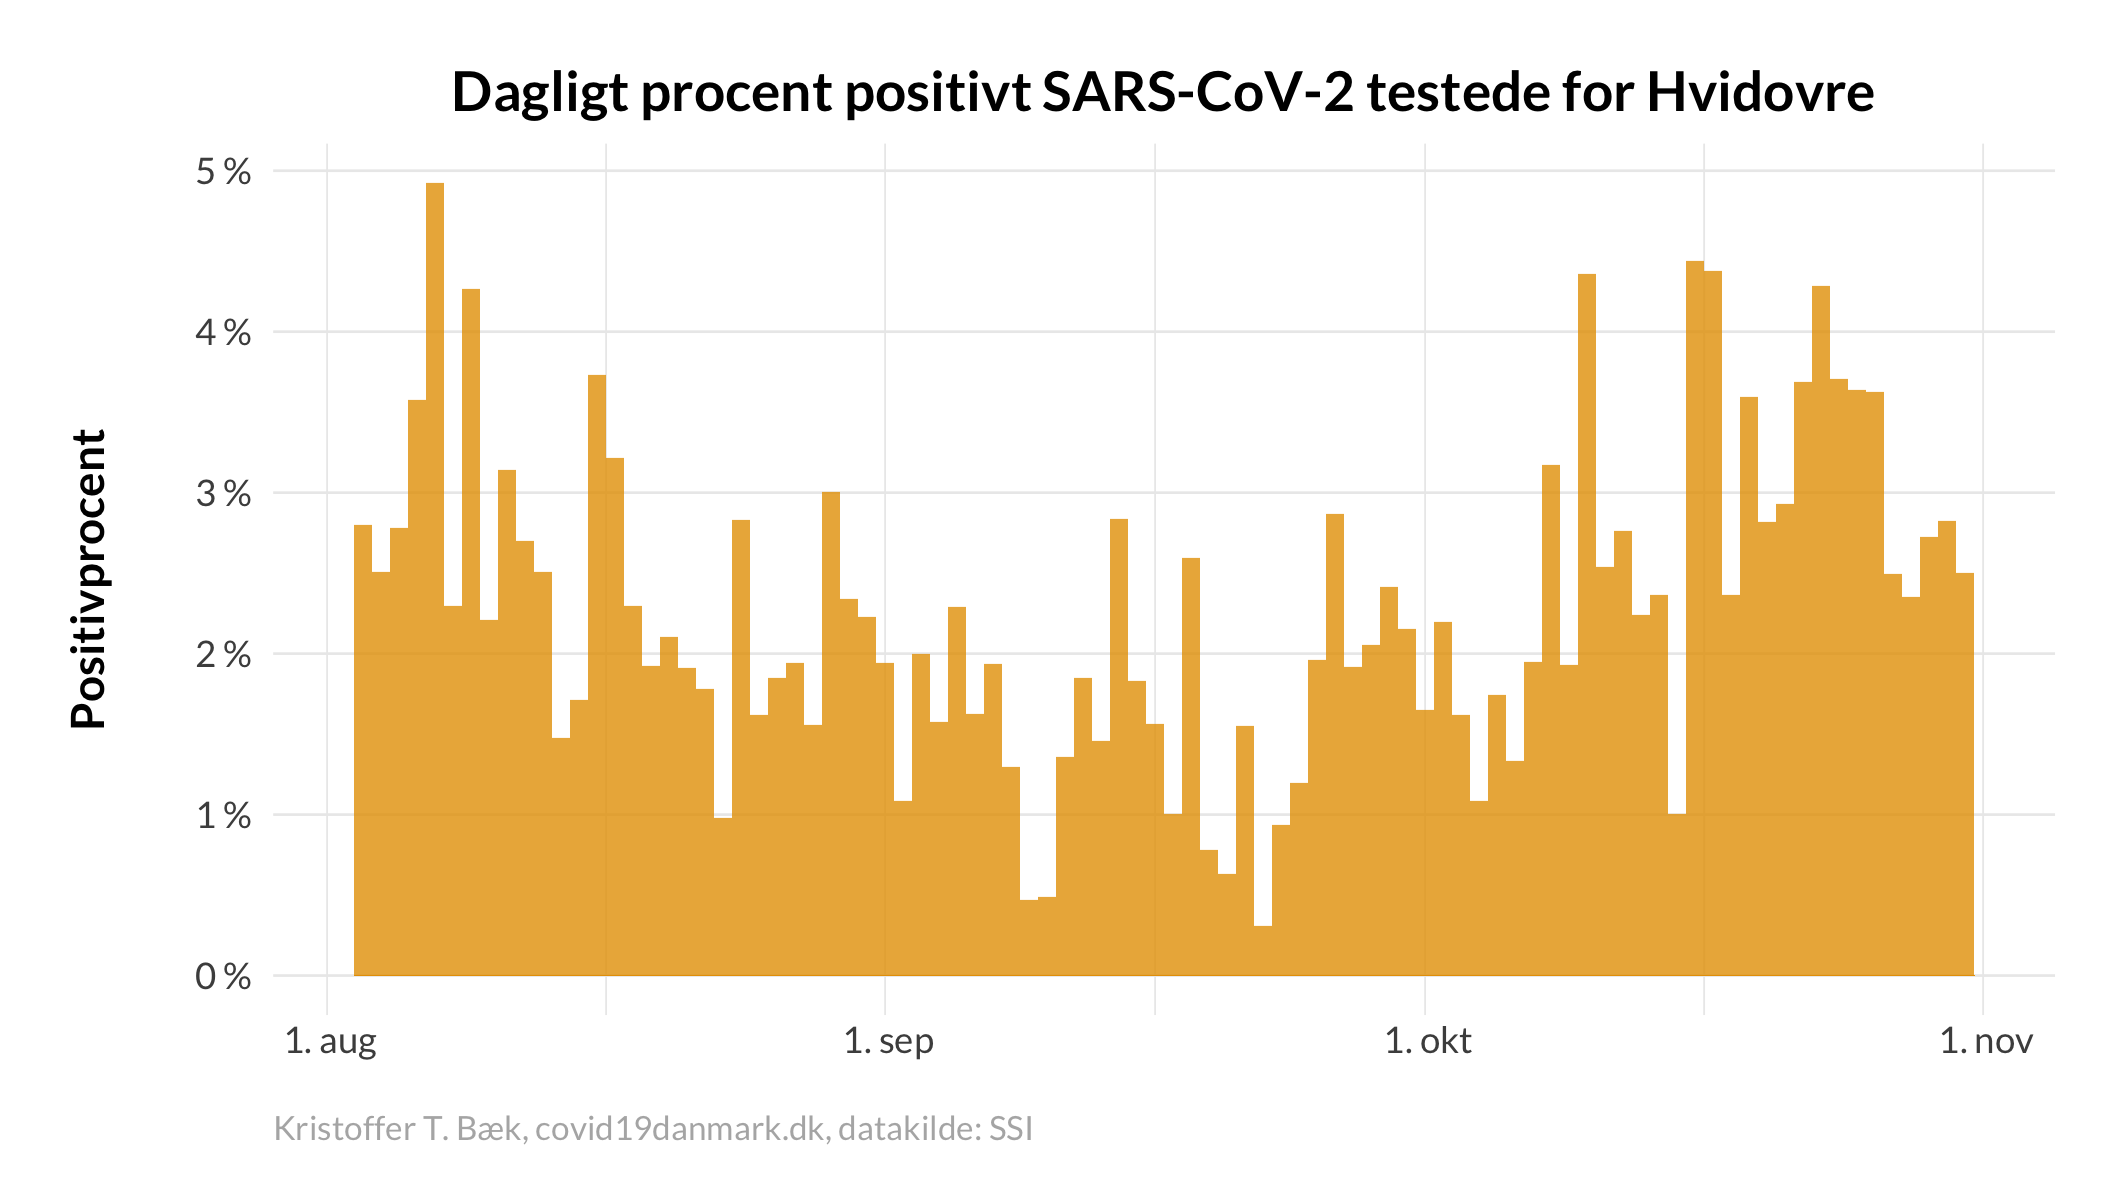 Dagligt procent positivt SARS-CoV-2 testede for Hvidovre
Positivprocent
5 %
4 %
3 %
2 %
1 %
0 %
1. aug
1. sep
1. okt
1. nov
Kristoffer T. Bæk, covid19danmark.dk, datakilde: SSI